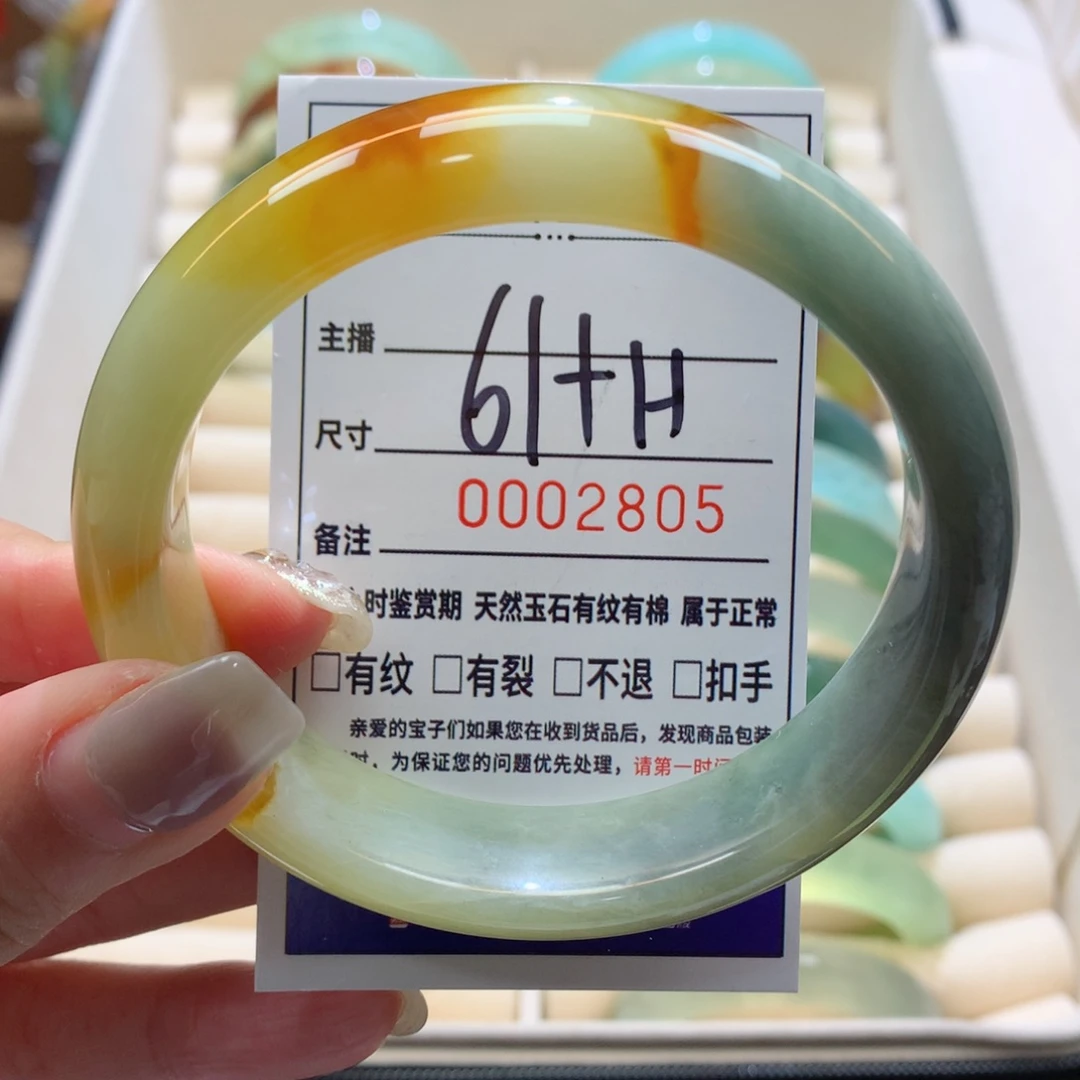 主播
61+H
尺寸
0002805
备注
时鉴赏期 天然玉石有纹有棉 属于正常
□有纹 □有裂 □不退 □扣手
亲爱的宝子们如果您在收到货品后，发现商品包装
时，为保证您的问题优先处理，请第一时间